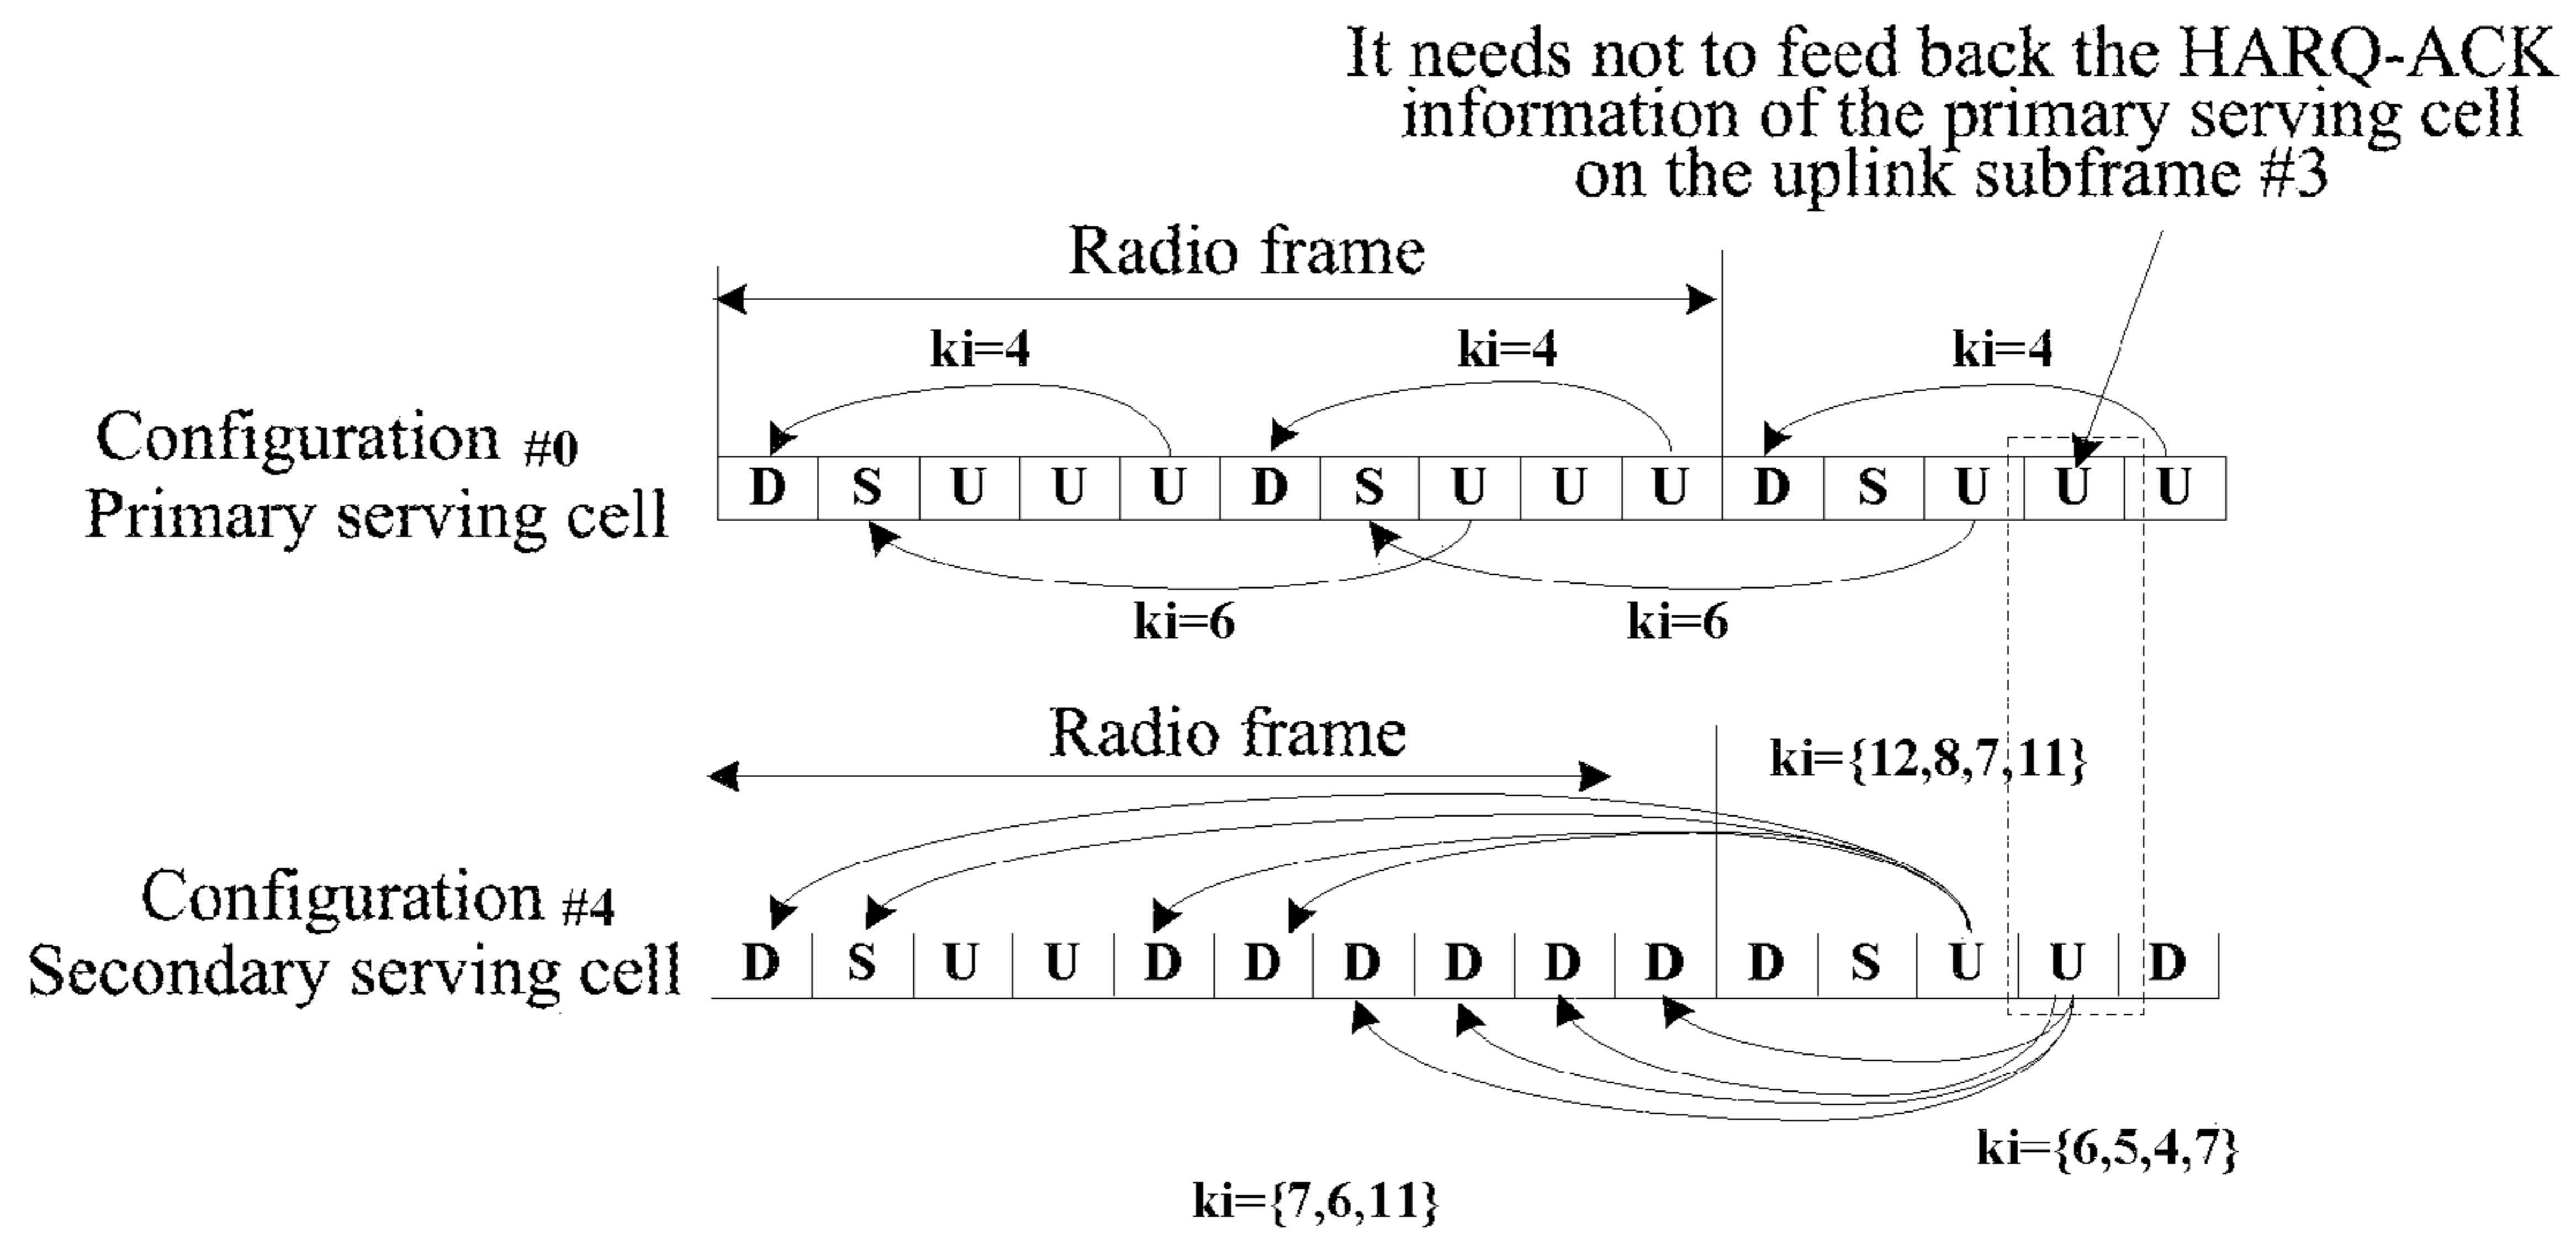 It needs not to feed back the HARQ-ACK
information of the primary serving cell
on the uplink subframe #3
Radio frame
ki=4 ki=4 ki=4
Configuration #0
Primary serving cell
D S U U U D S U U U D S U U U
ki=6 ki=6
Radio frame
ki={12,8,7,11}
Configuration #4
Secondary serving cell
D S U U D D D D D D D S U U D
ki={6,5,4,7}
ki={7,6,11}